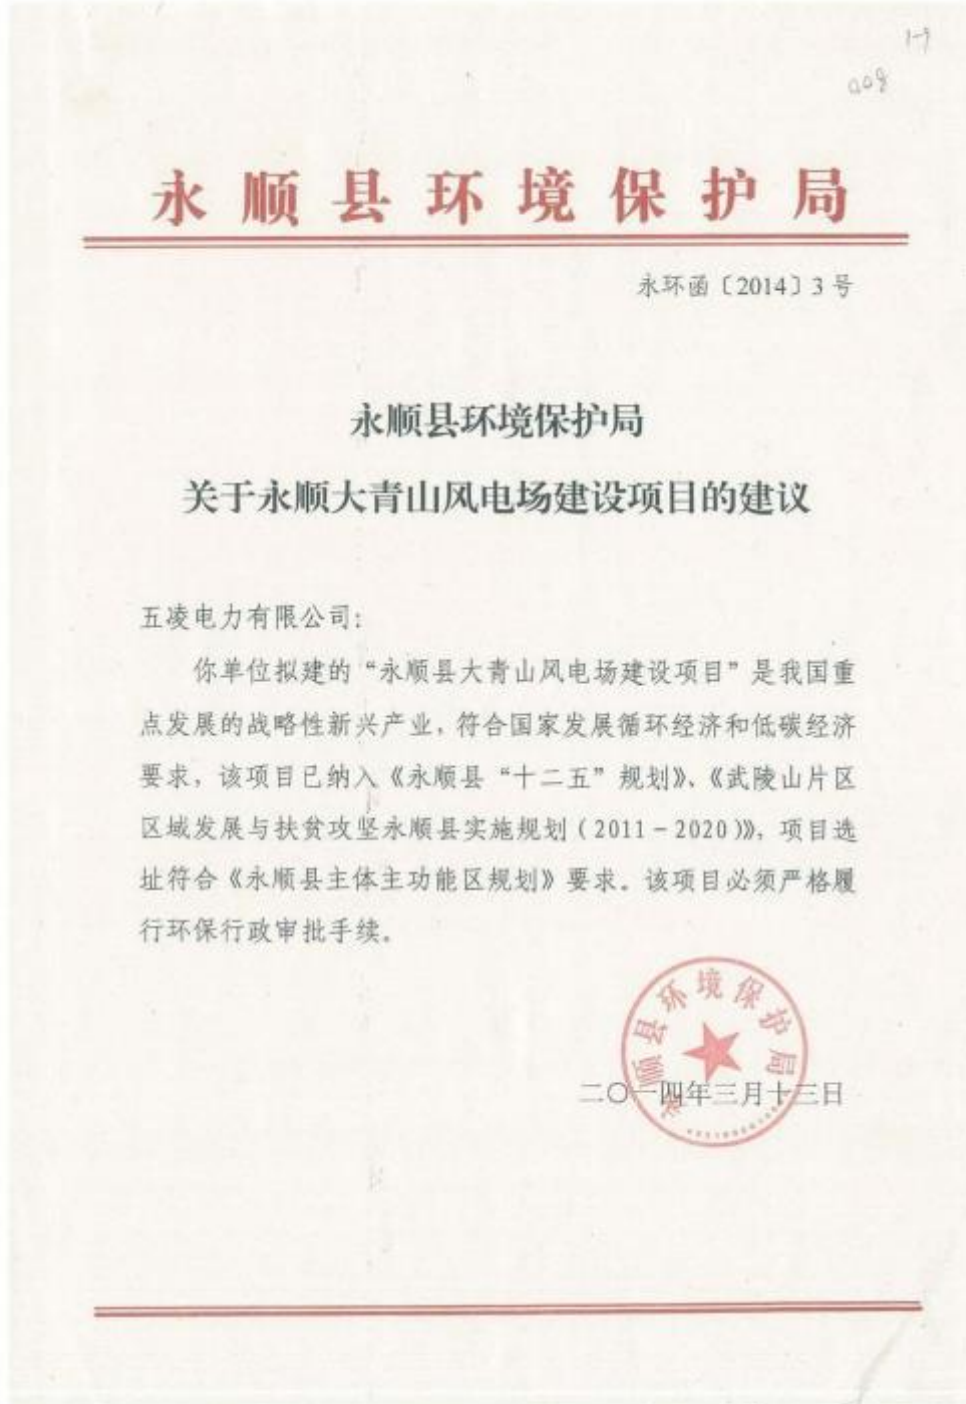 1-9
008
永顺县环境保护局
永环函〔2014〕3号
永顺县环境保护局
关于永顺大青山风电场建设项目的建议
五凌电力有限公司：
你单位拟建的“永顺县大青山风电场建设项目”是我国重
点发展的战略性新兴产业，符合国家发展循环经济和低碳经济
要求，该项目已纳入《永顺县“十二五”规划》、《武陵山片区
区域发展与扶贫攻坚永顺县实施规划（2011－2020）》，项目选
址符合《永顺县主体主功能区规划》要求。该项目必须严格履
行环保行政审批手续。
永顺县环境保护局
二〇一四年三月十三日